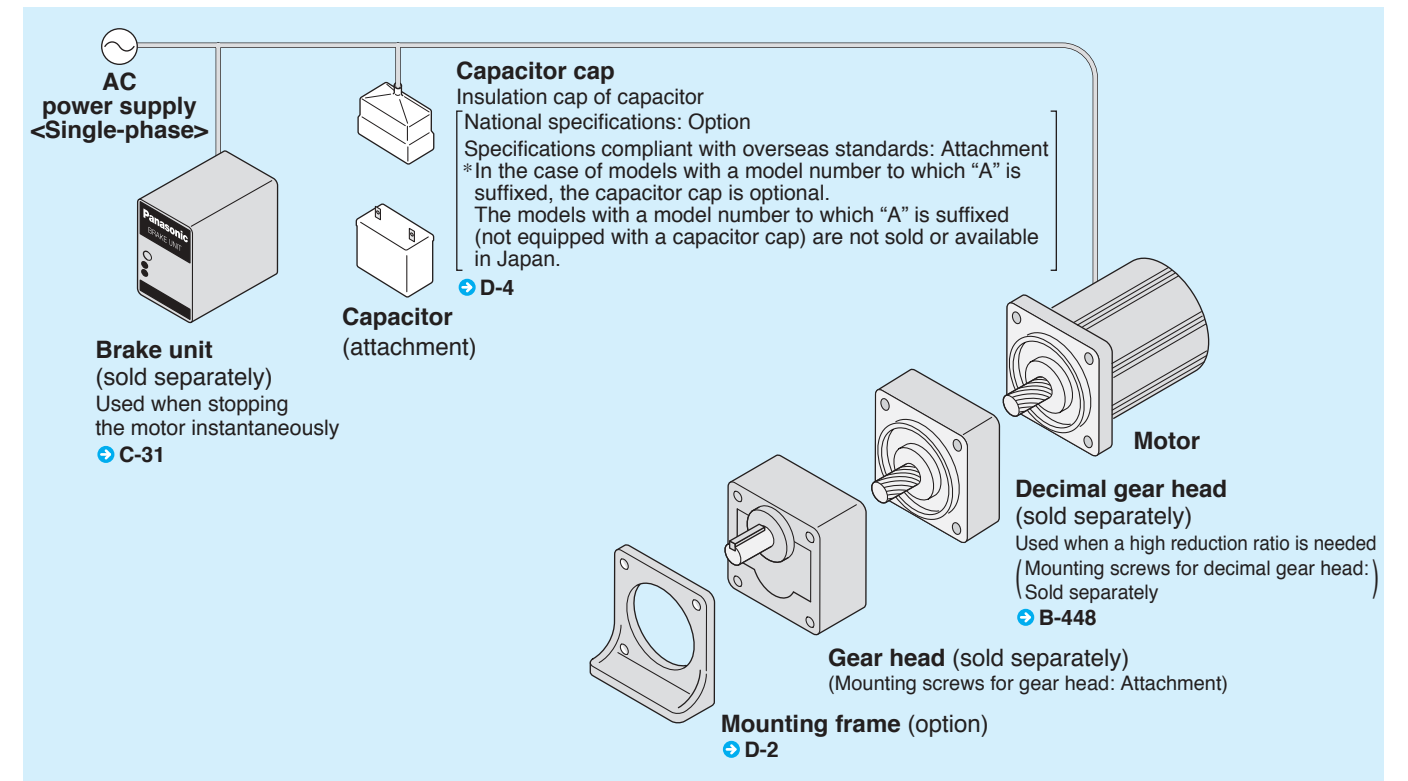 AC
power supply
<Single-phase>
Capacitor cap
Insulation cap of capacitor
National specifications: Option
Specifications compliant with overseas standards: Attachment
*In the case of models with a model number to which “A” is
suffixed, the capacitor cap is optional.
The models with a model number to which “A” is suffixed
(not equipped with a capacitor cap) are not sold or available
in Japan.
D-4
Panasonic
BRAKE UNIT
Capacitor
(attachment)
Brake unit
(sold separately)
Used when stopping
the motor instantaneously
C-31
Motor
Decimal gear head
(sold separately)
Used when a high reduction ratio is needed
(Mounting screws for decimal gear head:
Sold separately)
B-448
Gear head (sold separately)
(Mounting screws for gear head: Attachment)
Mounting frame (option)
D-2